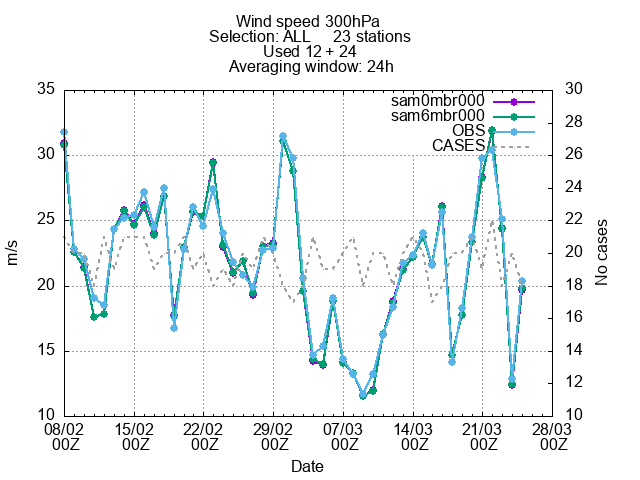 Wind speed 300hPa
Selection: ALL 23 stations
Used 12 + 24
Averaging window: 24h
35 30
sam0mbr000
sam6mbr000
OBS
CASES
28
30 26
24
25 22
m/s No cases
20
20 18
16
15 14
12
10 10
08/02 15/02 22/02 29/02 07/03 14/03 21/03 28/03
00Z 00Z 00Z 00Z 00Z 00Z 00Z 00Z
Date